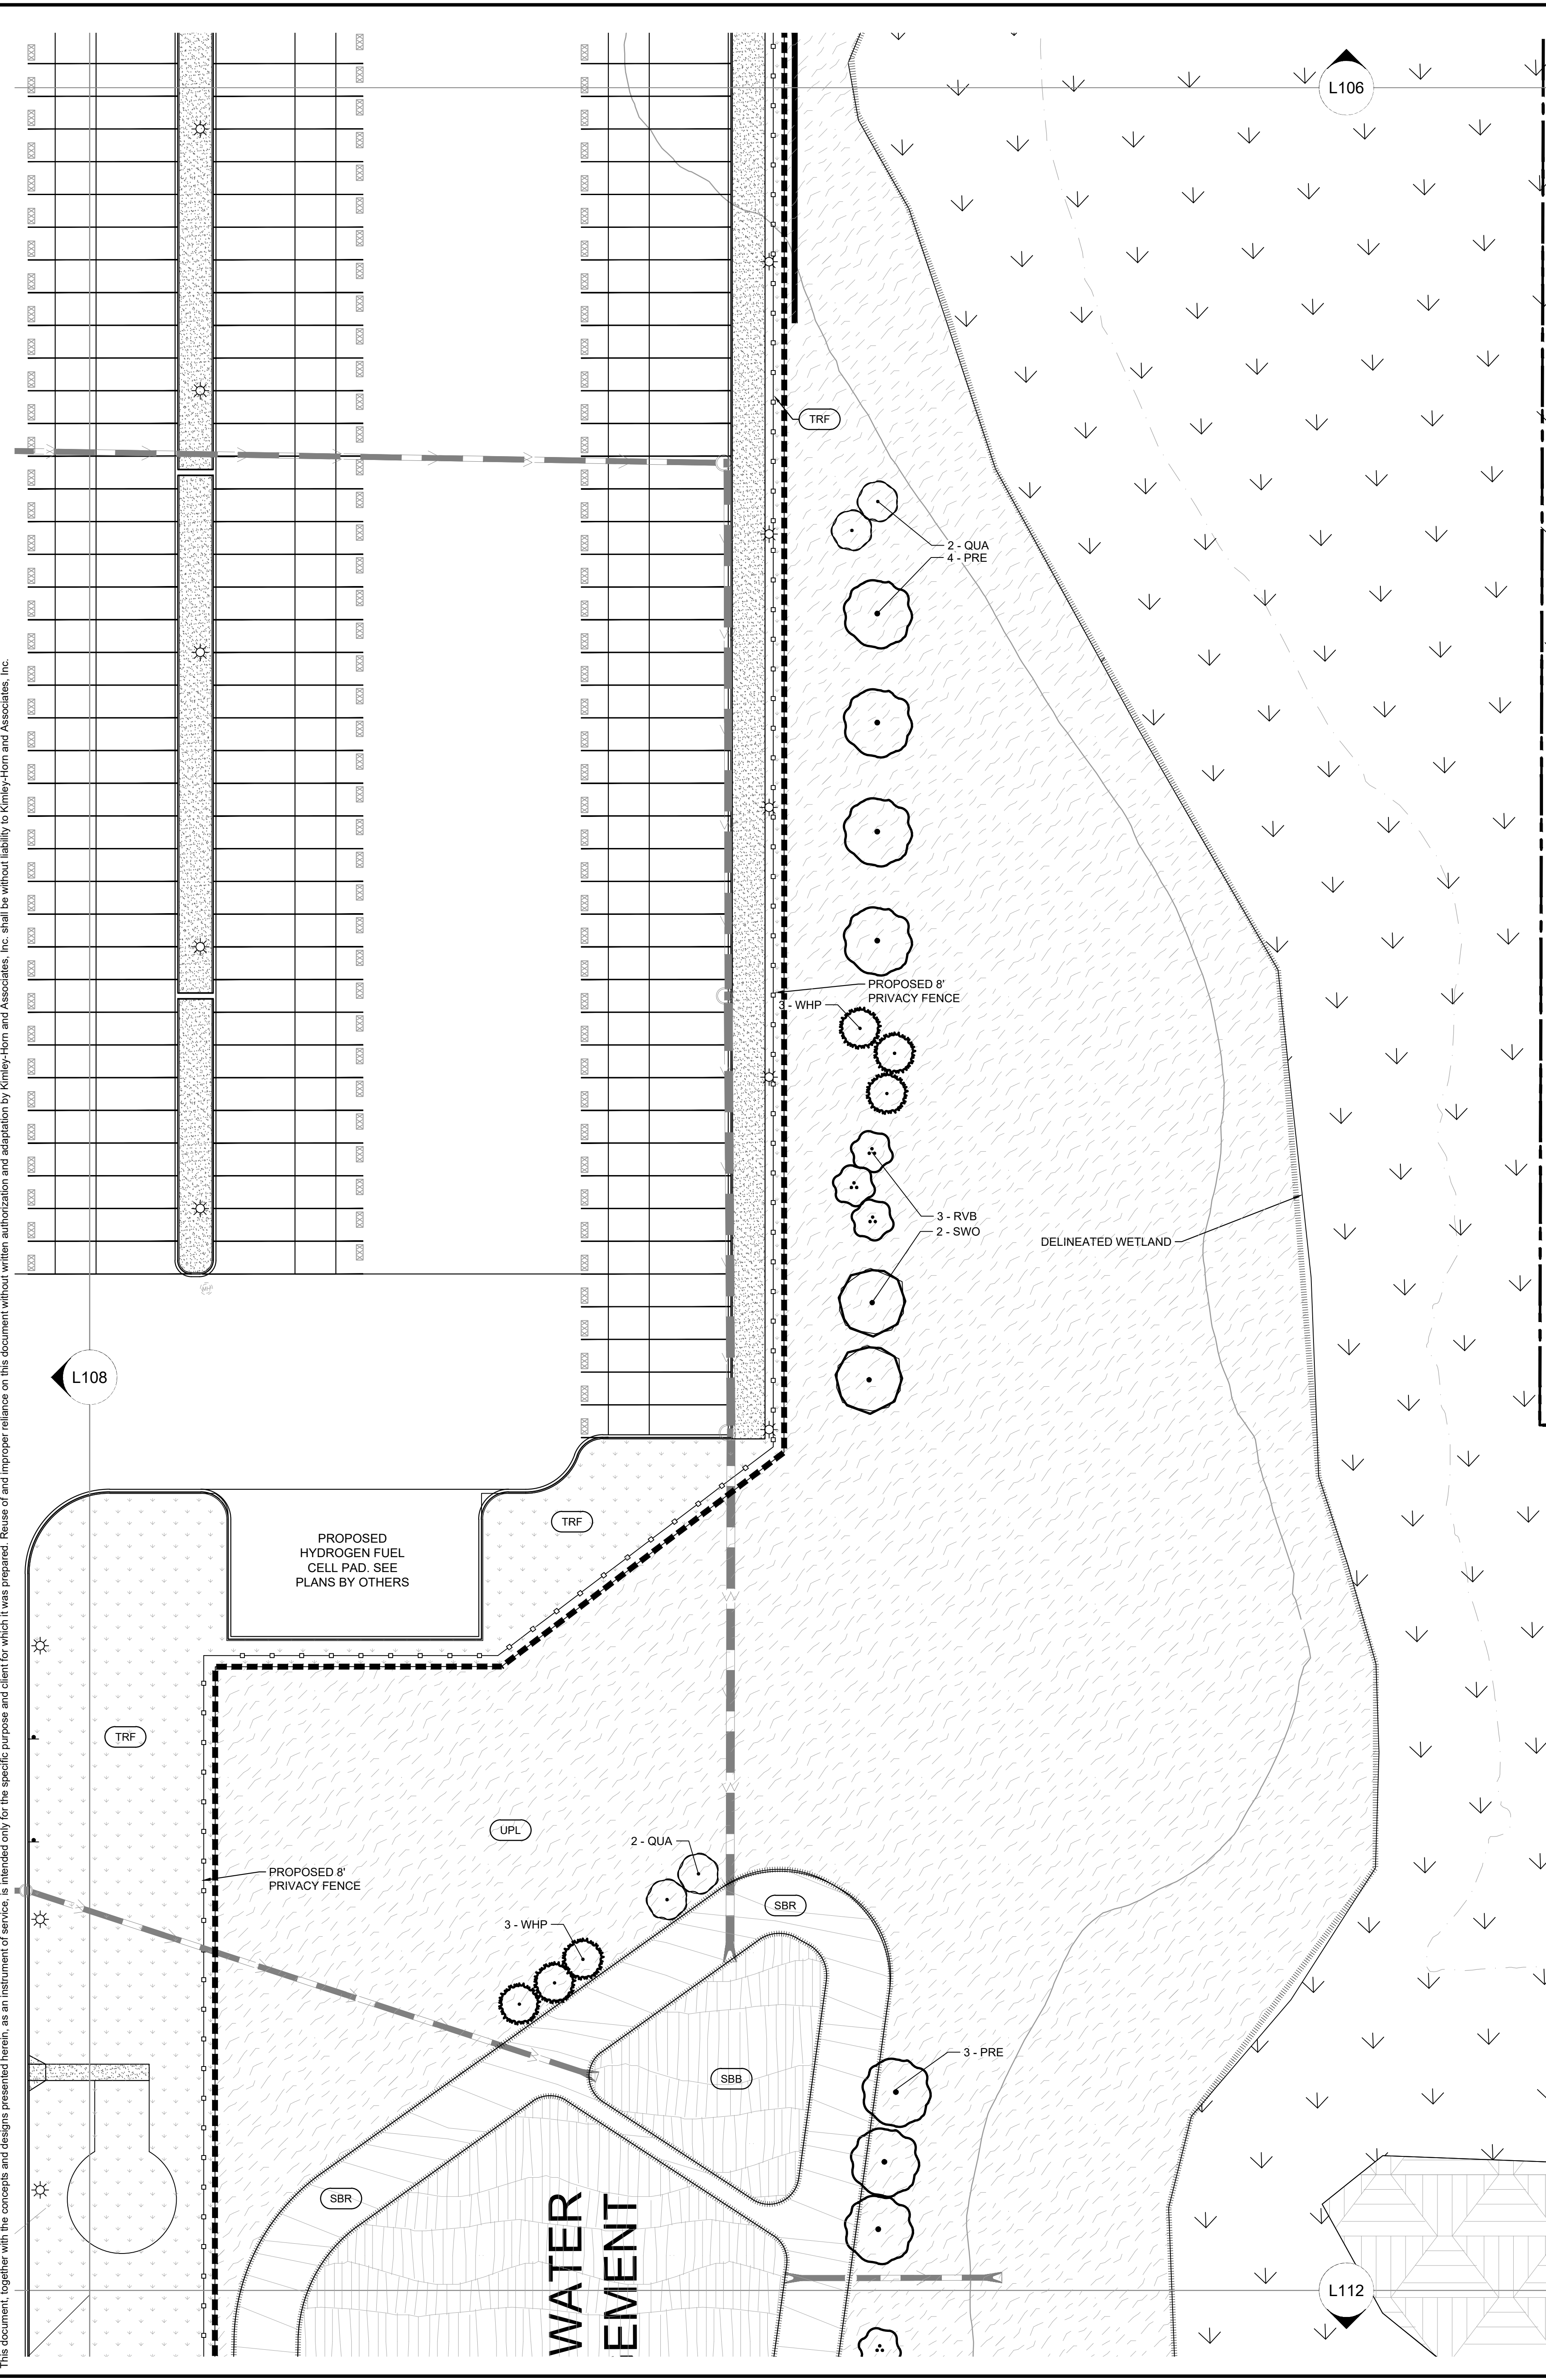 L106
TRF
2 - QUA
4 - PRE
PROPOSED 8'
PRIVACY FENCE
3 - WHP
3 - RVB
2 - SWO
DELINEATED WETLAND
L108
TRF
PROPOSED
HYDROGEN FUEL
CELL PAD. SEE
PLANS BY OTHERS
TRF
UPL
2 - QUA
PROPOSED 8'
PRIVACY FENCE
SBR
3 - WHP
3 - PRE
SBB
SBR
WATER
EMENT
L112
This document, together with the concepts and designs presented herein, as an instrument of service, is intended only for the specific purpose and client for which it was prepared. Reuse of and improper reliance on this document without written authorization and adaptation by Kimley-Horn and Associates, Inc. shall be without liability to Kimley-Horn and Associates, Inc.